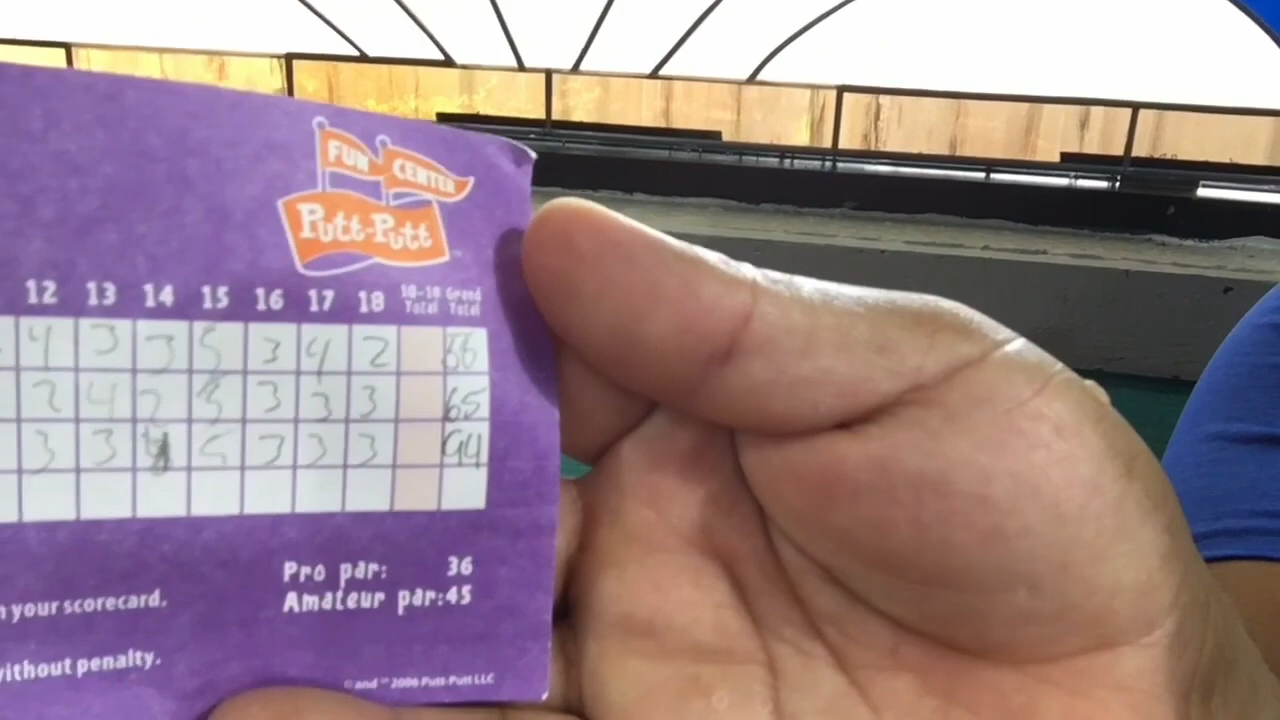 FUN CENTER
Putt-Putt
12 13 14 15 16 17 18 10-18 Total Grand Total
4 3 3 5 3 4 2
2 4 2 3 3 3 65
3 3 4 5 3 3 3 94
Pro par: 36
Amateur par:45
your scorecard.
without penalty.
© and ™ 2006 Putt-Putt LLC